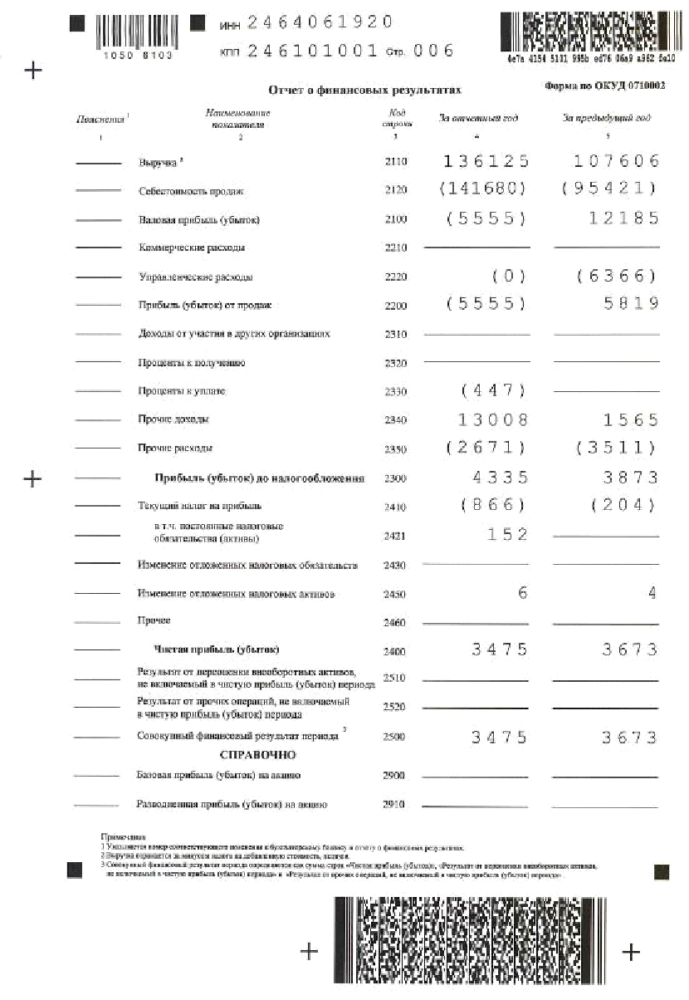 ИНН 2464061920
1050 6103
КПП 246101001 Стр. 006
4e7a 4154 5101 995b ed76 06a9 a962 fe10
Отчет о финансовых результатах
Форма по ОКУД 0710002
Пояснения 1 Наименование показателя Код строки За отчетный год За предыдущий год
1 2 3 4 5
Выручка 2 2110 136125 107606
Себестоимость продаж 2120 (141680) (95421)
Валовая прибыль (убыток) 2100 (5555) 12185
Коммерческие расходы 2210
Управленческие расходы 2220 (0) (6366)
Прибыль (убыток) от продаж 2200 (5555) 5819
Доходы от участия в других организациях 2310
Проценты к получению 2320
Проценты к уплате 2330 (447)
Прочие доходы 2340 13008 1565
Прочие расходы 2350 (2671) (3511)
Прибыль (убыток) до налогообложения 2300 4335 3873
Текущий налог на прибыль 2410 (866) (204)
в т.ч. постоянные налоговые
обязательства (активы) 2421 152
Изменение отложенных налоговых обязательств 2430
Изменение отложенных налоговых активов 2450 6 4
Прочее 2460
Чистая прибыль (убыток) 2400 3475 3673
Результат от переоценки внеоборотных активов,
не включаемый в чистую прибыль (убыток) периода 2510
Результат от прочих операций, не включаемый
в чистую прибыль (убыток) периода 2520
Совокупный финансовый результат периода 3 2500 3475 3673
СПРАВОЧНО
Базовая прибыль (убыток) на акцию 2900
Разводненная прибыль (убыток) на акцию 2910
Примечания
1 Указывается номер соответствующего пояснения к бухгалтерскому балансу и отчету о финансовых результатах.
2 Выручка отражается за минусом налога на добавленную стоимость, акцизов.
3 Совокупный финансовый результат периода определяется как сумма строк «Чистая прибыль (убыток)», «Результат от переоценки внеоборотных активов,
не включаемый в чистую прибыль (убыток) периода» и «Результат от прочих операций, не включаемый в чистую прибыль (убыток) периода».